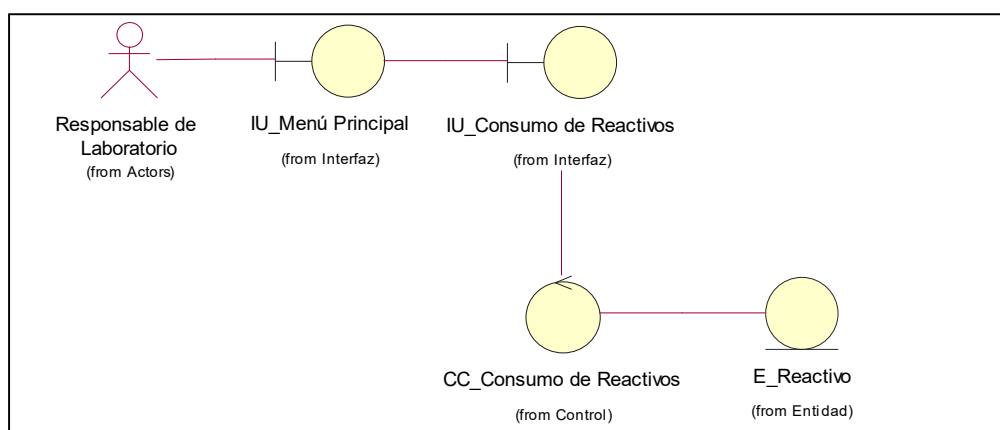 Responsable de
Laboratorio
(from Actors)
IU_Menú Principal
(from Interfaz)
IU_Consumo de Reactivos
(from Interfaz)
CC_Consumo de Reactivos
(from Control)
E_Reactivo
(from Entidad)